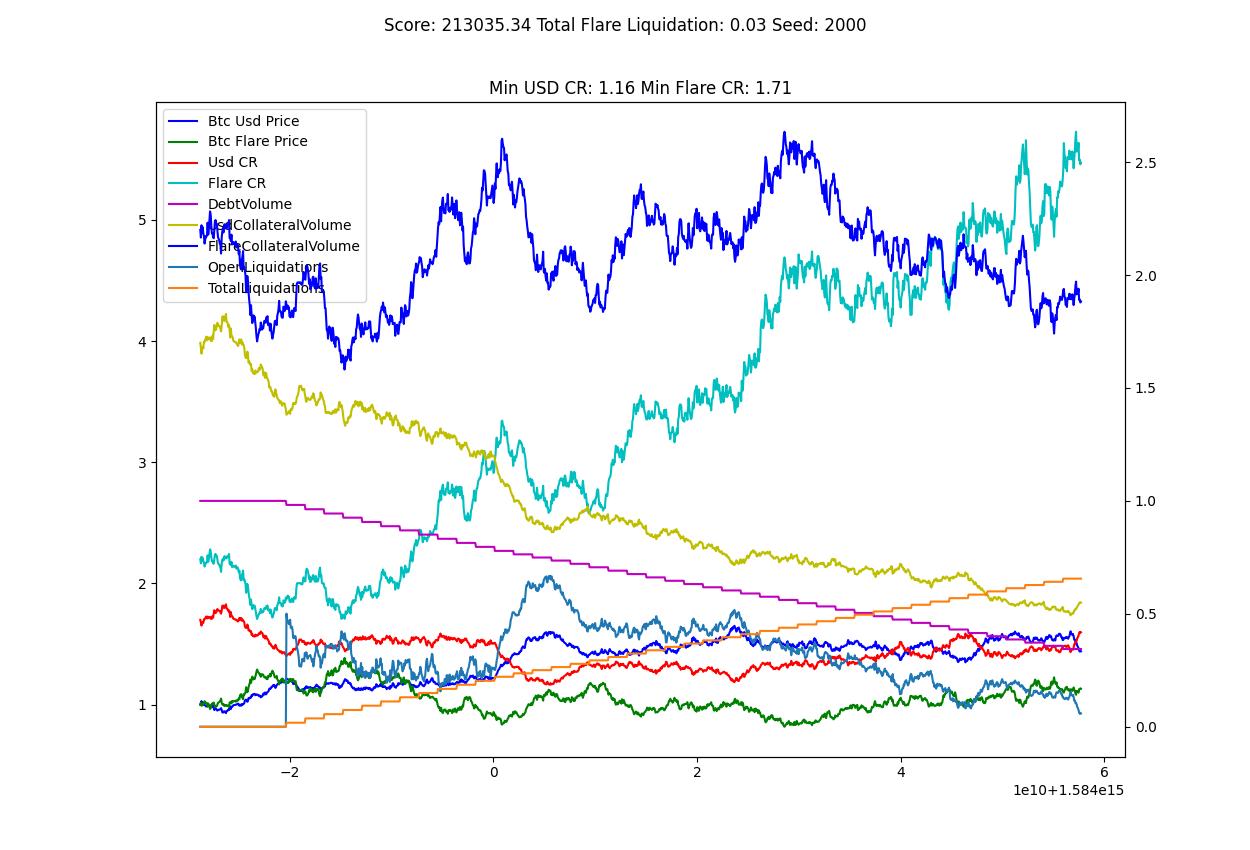 Score: 213035.34 Total Flare Liquidation: 0.03 Seed: 2000
Min USD CR: 1.16 Min Flare CR: 1.71
Btc Usd Price
Btc Flare Price
Usd CR
Flare CR
DebtVolume
UsdCollateralVolume
FlareCollateralVolume
OpenLiquidations
TotalLiquidations
5
4
3
2
1
2.5
2.0
1.5
1.0
0.5
0.0
−2
0
2
4
6
1e10+1.584e15